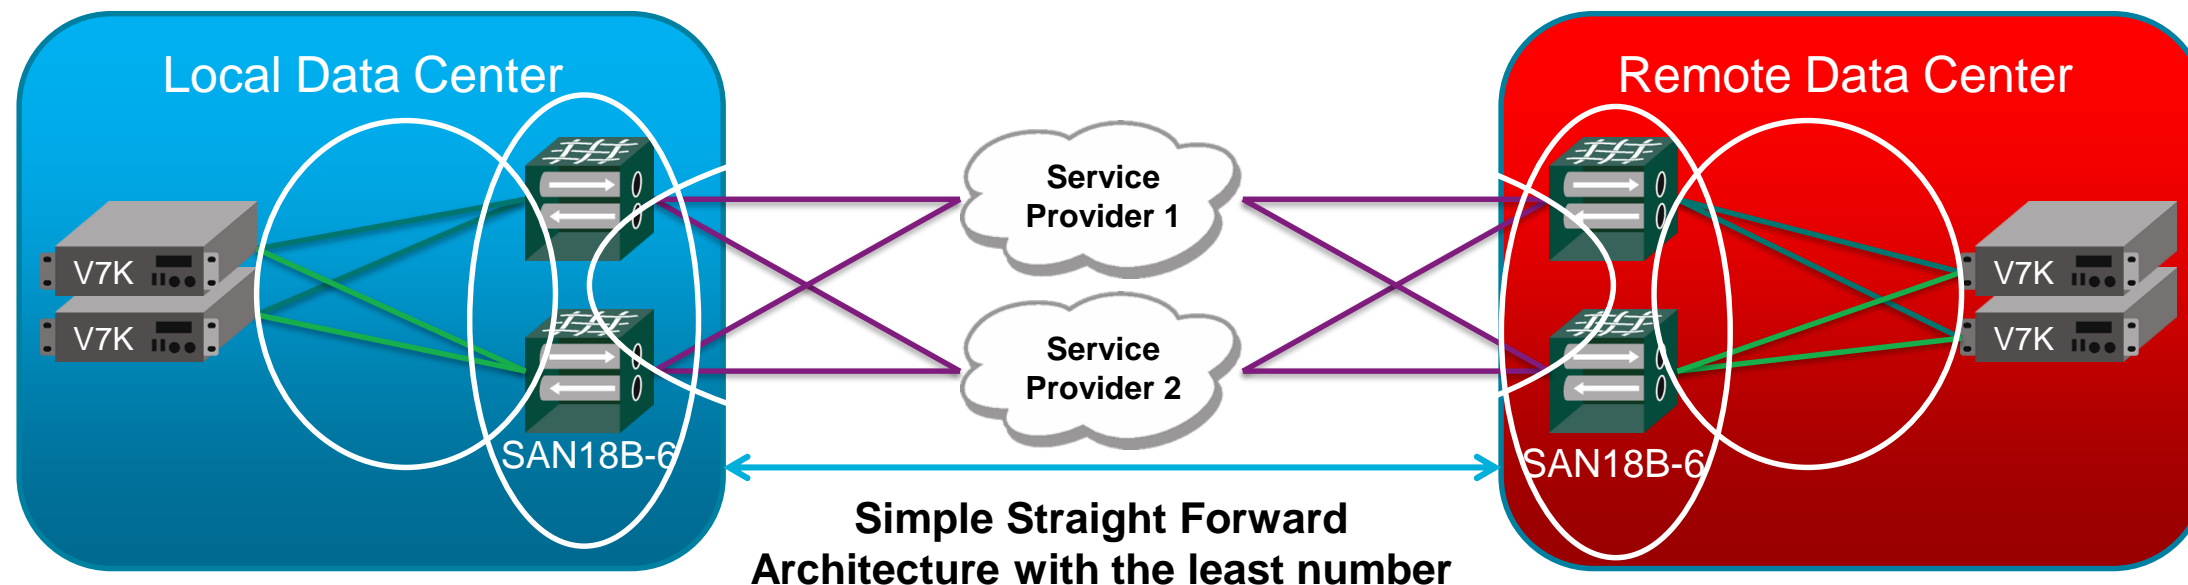 Local Data Center
Remote Data Center
Service
Provider 1
V7K
V7K
V7K
V7K
Service
Provider 2
SAN18B-6
SAN18B-6
Simple Straight Forward
Architecture with the least number